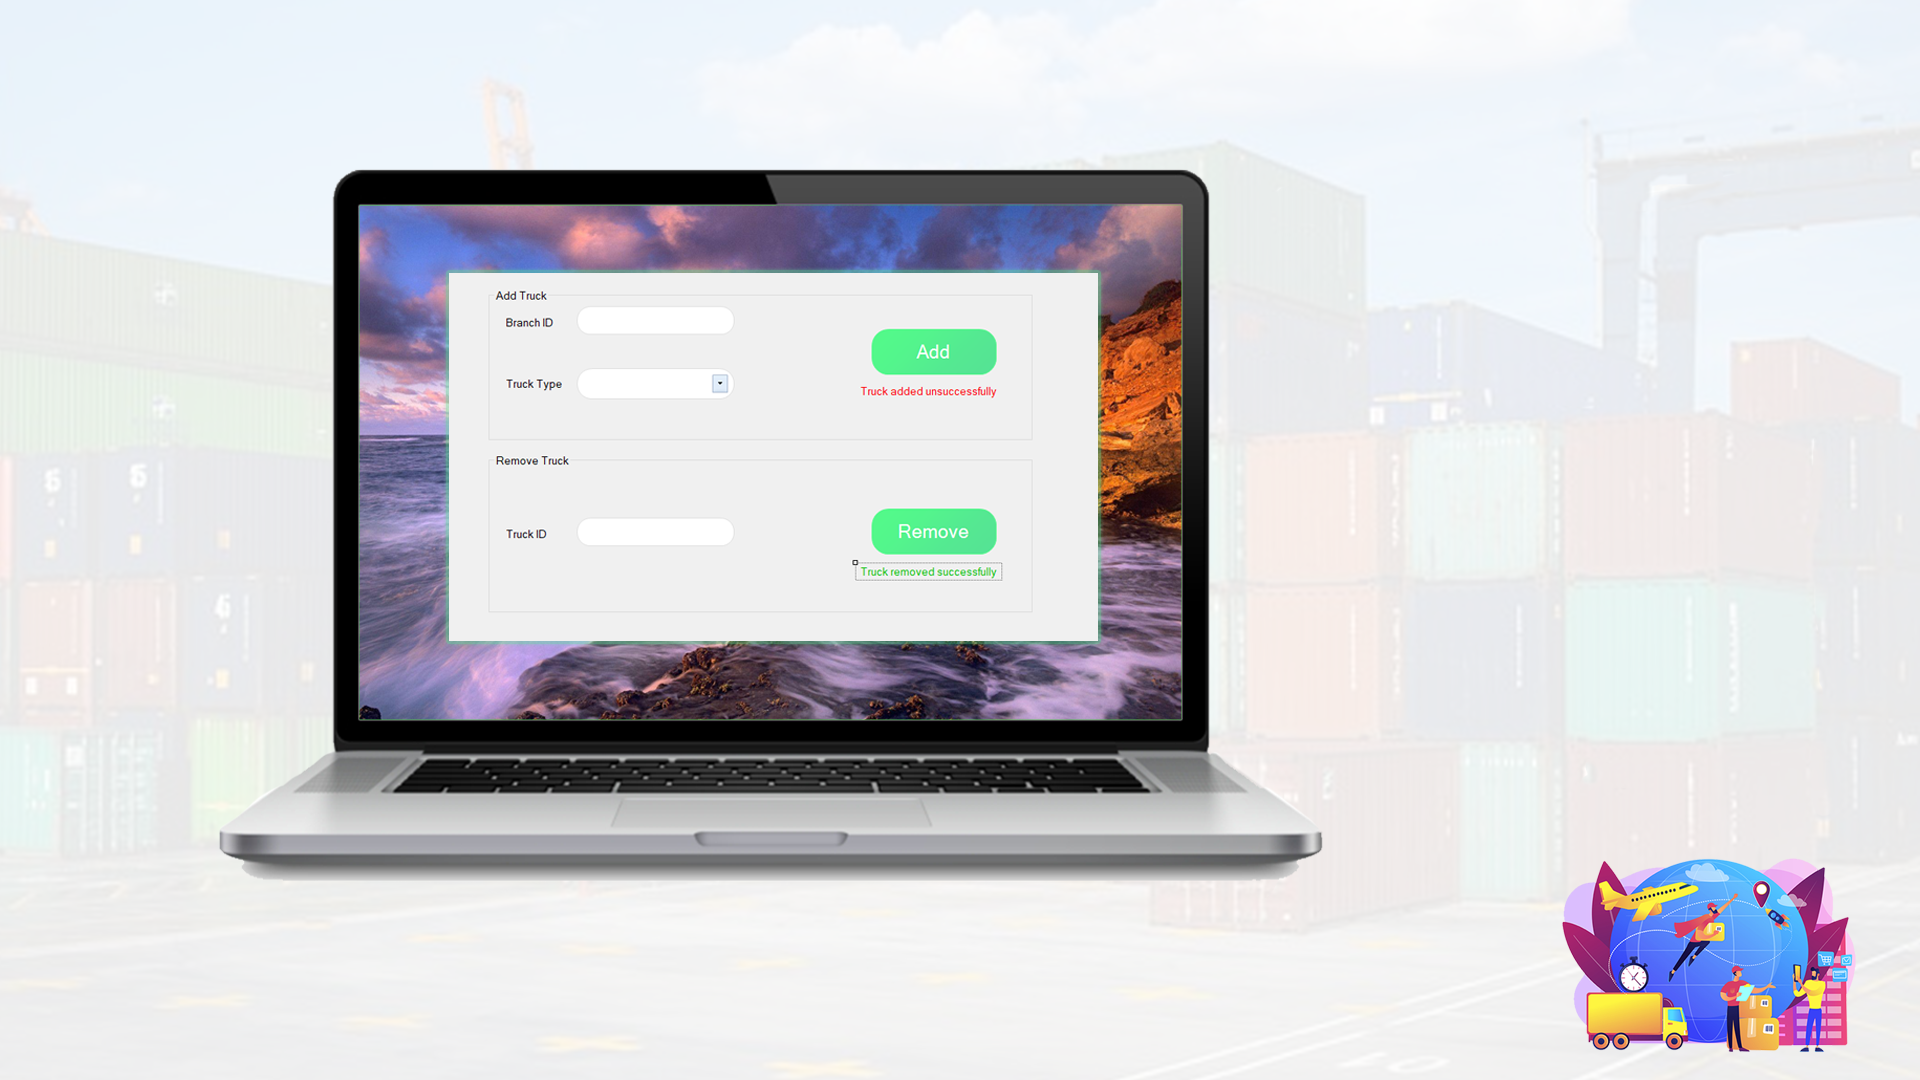 Add Truck
Branch ID
Add
Truck Type
Truck added unsuccessfully
Remove Truck
Truck ID
Remove
Truck removed successfully